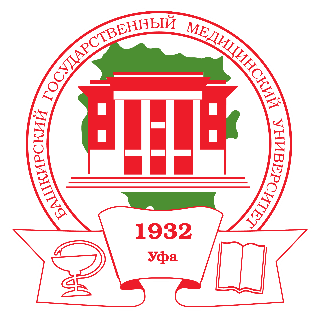 БАШКИРСКИЙ ГОСУДАРСТВЕННЫЙ МЕДИЦИНСКИЙ УНИВЕРСИТЕТ
1932
Уфа